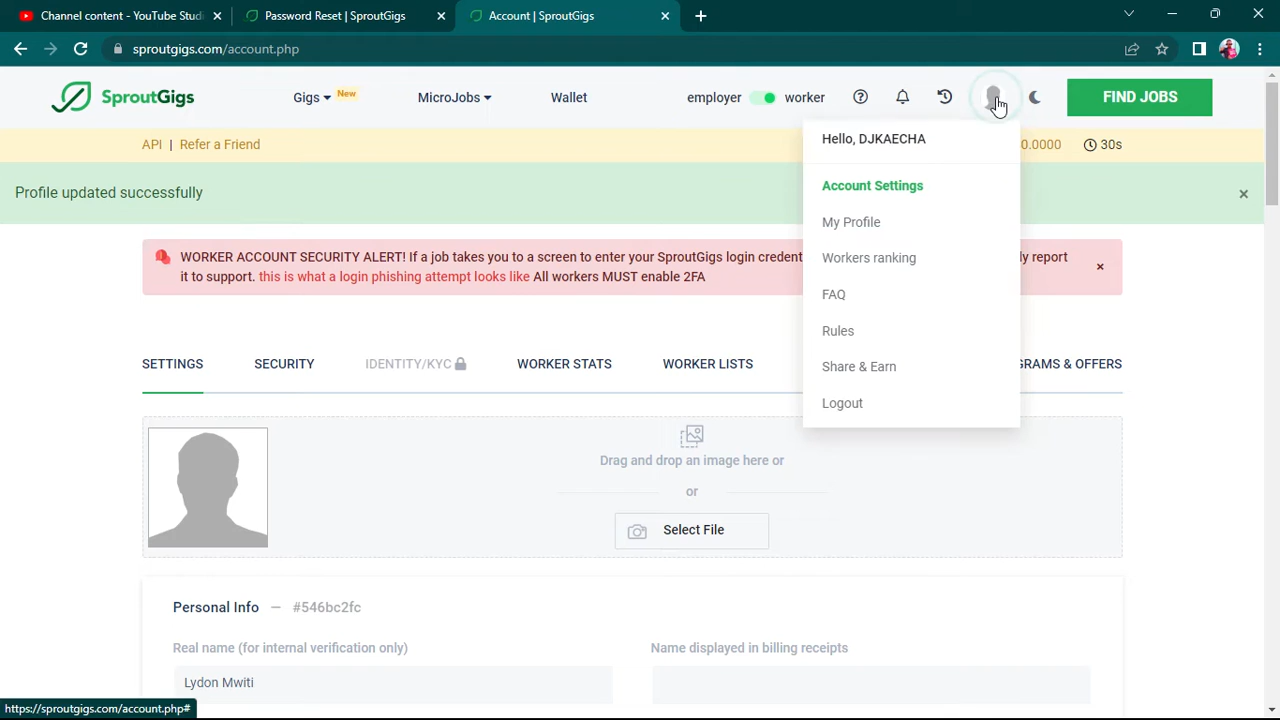 Channel content - YouTube Studi
Password Reset | SproutGigs
Account | SproutGigs
sproutgigs.com/account.php
SproutGigs
Gigs
New
MicroJobs
Wallet
employer
worker
FIND JOBS
API | Refer a Friend
0.0000
30s
Hello, DJKAECHA
Account Settings
My Profile
Workers ranking
FAQ
Rules
Share & Earn
Logout
Profile updated successfully
WORKER ACCOUNT SECURITY ALERT! If a job takes you to a screen to enter your SproutGigs login credent
ly report
it to support. this is what a login phishing attempt looks like All workers MUST enable 2FA
SETTINGS
SECURITY
IDENTITY/KYC
WORKER STATS
WORKER LISTS
GRAMS & OFFERS
Drag and drop an image here or
or
Select File
Personal Info — #546bc2fc
Real name (for internal verification only)
Name displayed in billing receipts
Lydon Mwiti
https://sproutgigs.com/account.php#